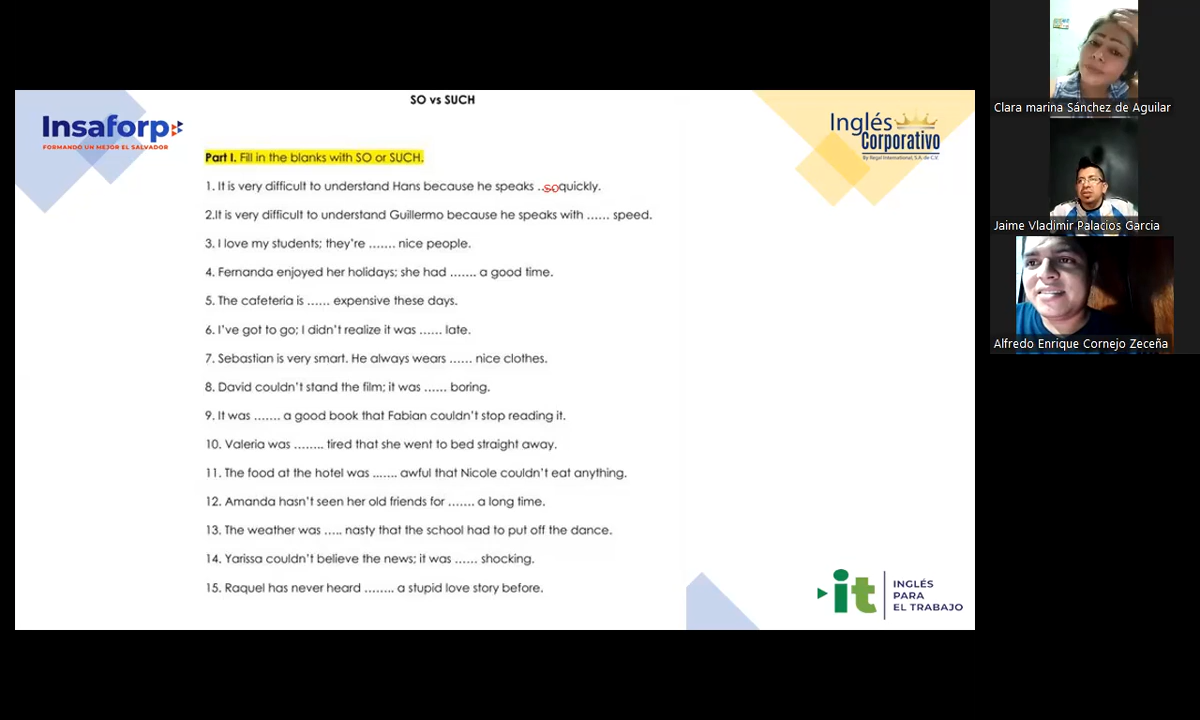 SO vs SUCH
Insaforp
FORMANDO UN MEJOR EL SALVADOR
Inglés
Corporativo
By Regal International, S.A. de C.V.
Part I. Fill in the blanks with SO or SUCH.
1. It is very difficult to understand Hans because he speaks ..so quickly.
2.It is very difficult to understand Guillermo because he speaks with ...... speed.
3. I love my students; they're ....... nice people.
4. Fernanda enjoyed her holidays; she had ....... a good time.
5. The cafeteria is ...... expensive these days.
6. I've got to go; I didn't realize it was ...... late.
7. Sebastian is very smart. He always wears ...... nice clothes.
8. David couldn't stand the film; it was ...... boring.
9. It was ....... a good book that Fabian couldn't stop reading it.
10. Valeria was ........ tired that she went to bed straight away.
11. The food at the hotel was ....... awful that Nicole couldn't eat anything.
12. Amanda hasn't seen her old friends for ....... a long time.
13. The weather was ..... nasty that the school had to put off the dance.
14. Yarissa couldn't believe the news; it was ...... shocking.
15. Raquel has never heard ........ a stupid love story before.
it
INGLÉS
PARA
EL TRABAJO
Clara marina Sánchez de Aguilar
Jaime Vladimir Palacios Garcia
Alfredo Enrique Cornejo Zeceña